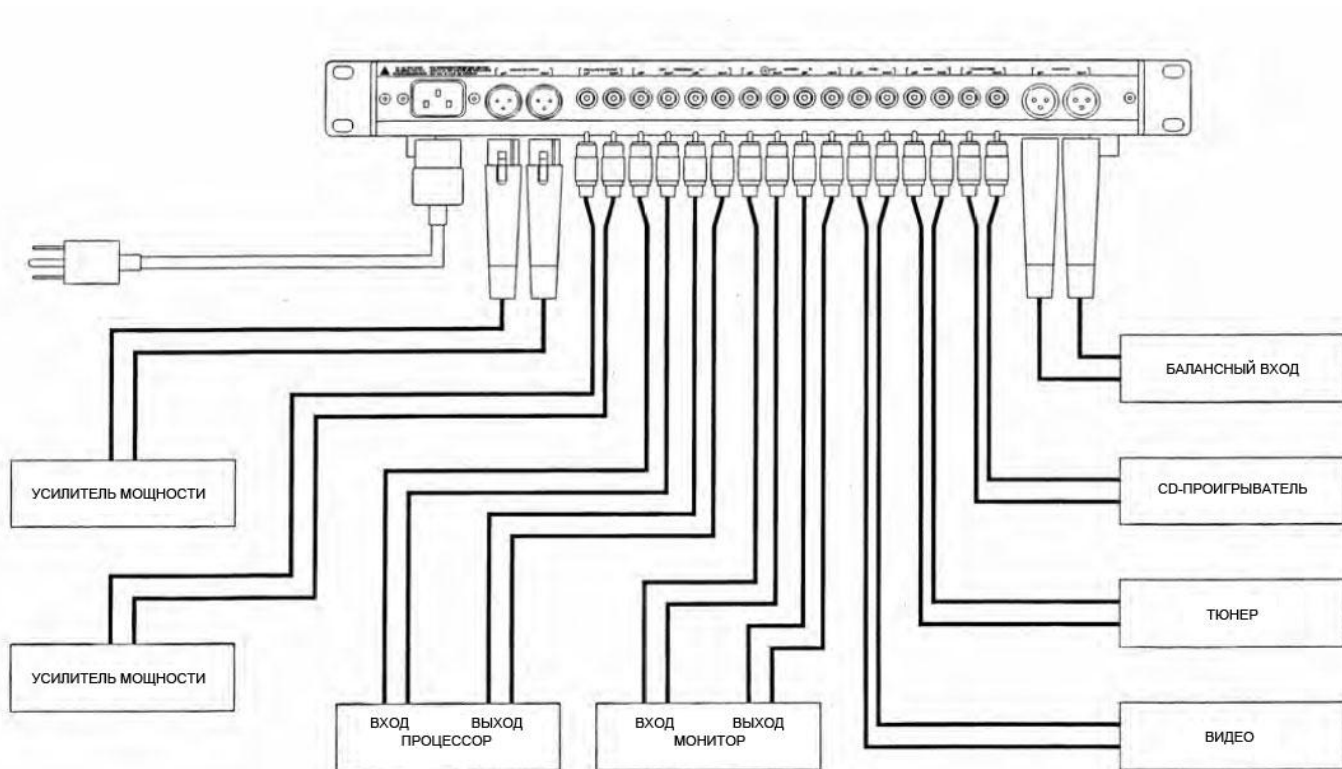 БАЛАНСНЫЙ ВХОД
CD-ПРОИГРЫВАТЕЛЬ
УСИЛИТЕЛЬ МОЩНОСТИ
ТЮНЕР
УСИЛИТЕЛЬ МОЩНОСТИ
ВХОД ВЫХОД
ПРОЦЕССОР
ВХОД ВЫХОД
МОНИТОР
ВИДЕО